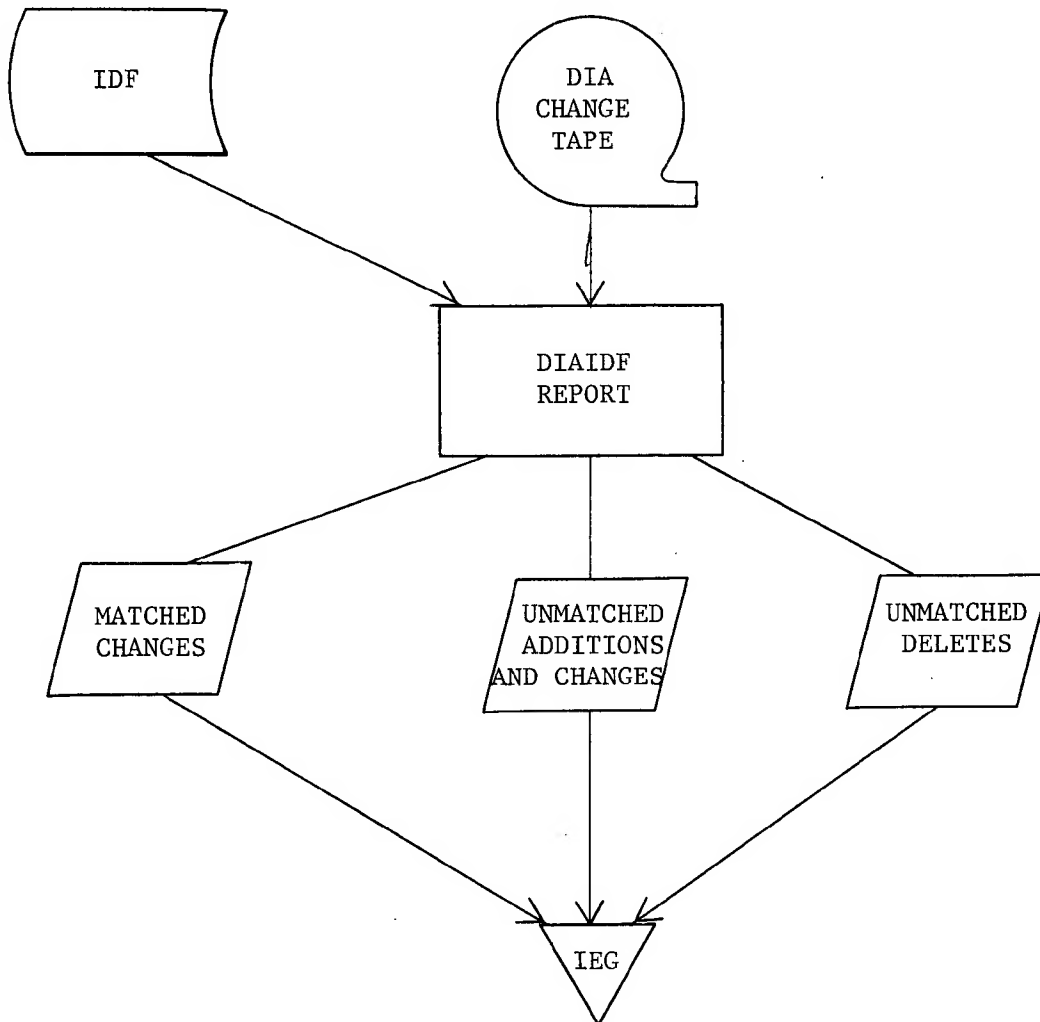 IDF
DIA
CHANGE
TAPE
DIAIDF
REPORT
MATCHED
CHANGES
UNMATCHED
ADDITIONS
AND CHANGES
UNMATCHED
DELETES
IEG